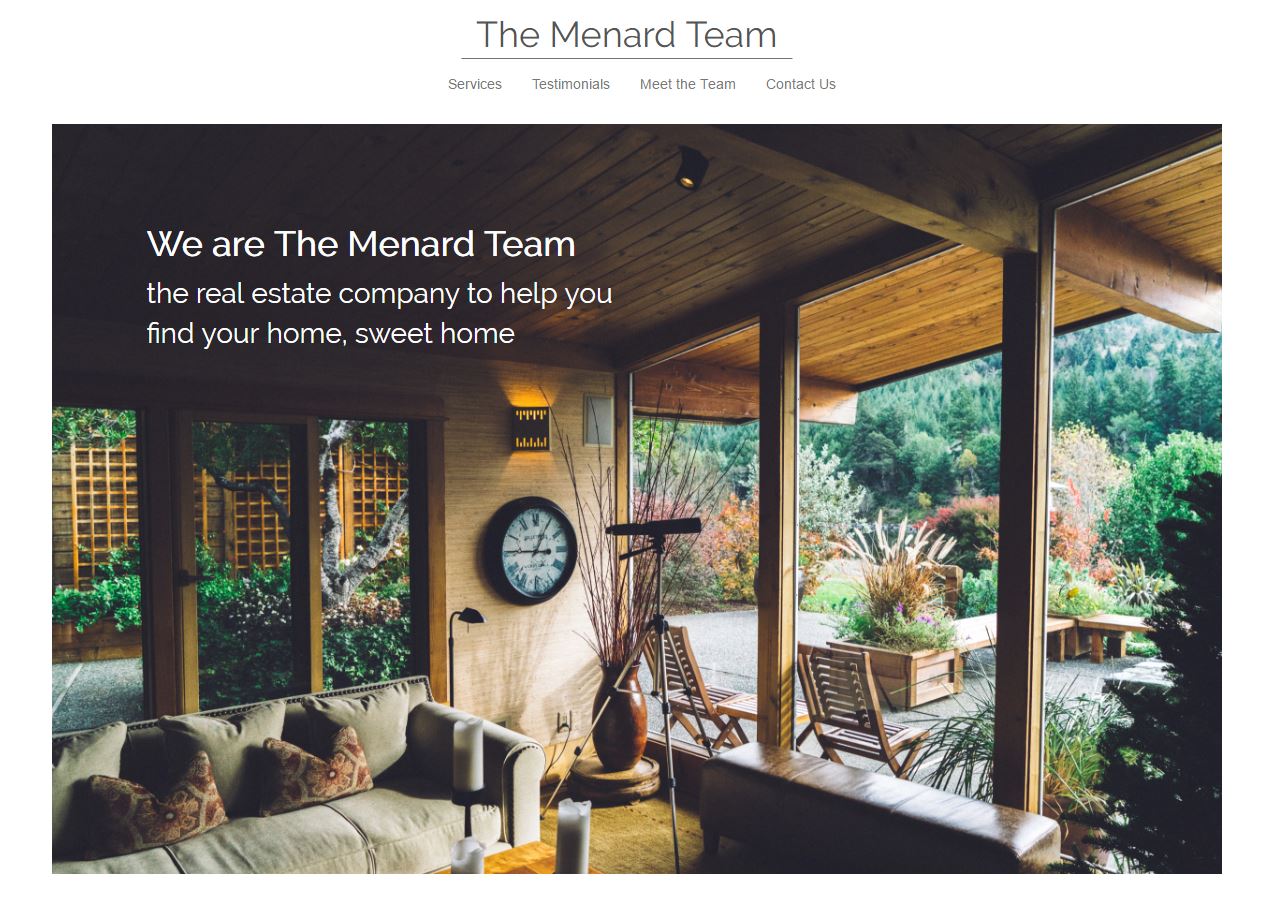 The Menard Team
Services Testimonials Meet the Team Contact Us
We are The Menard Team
the real estate company to help you
find your home, sweet home